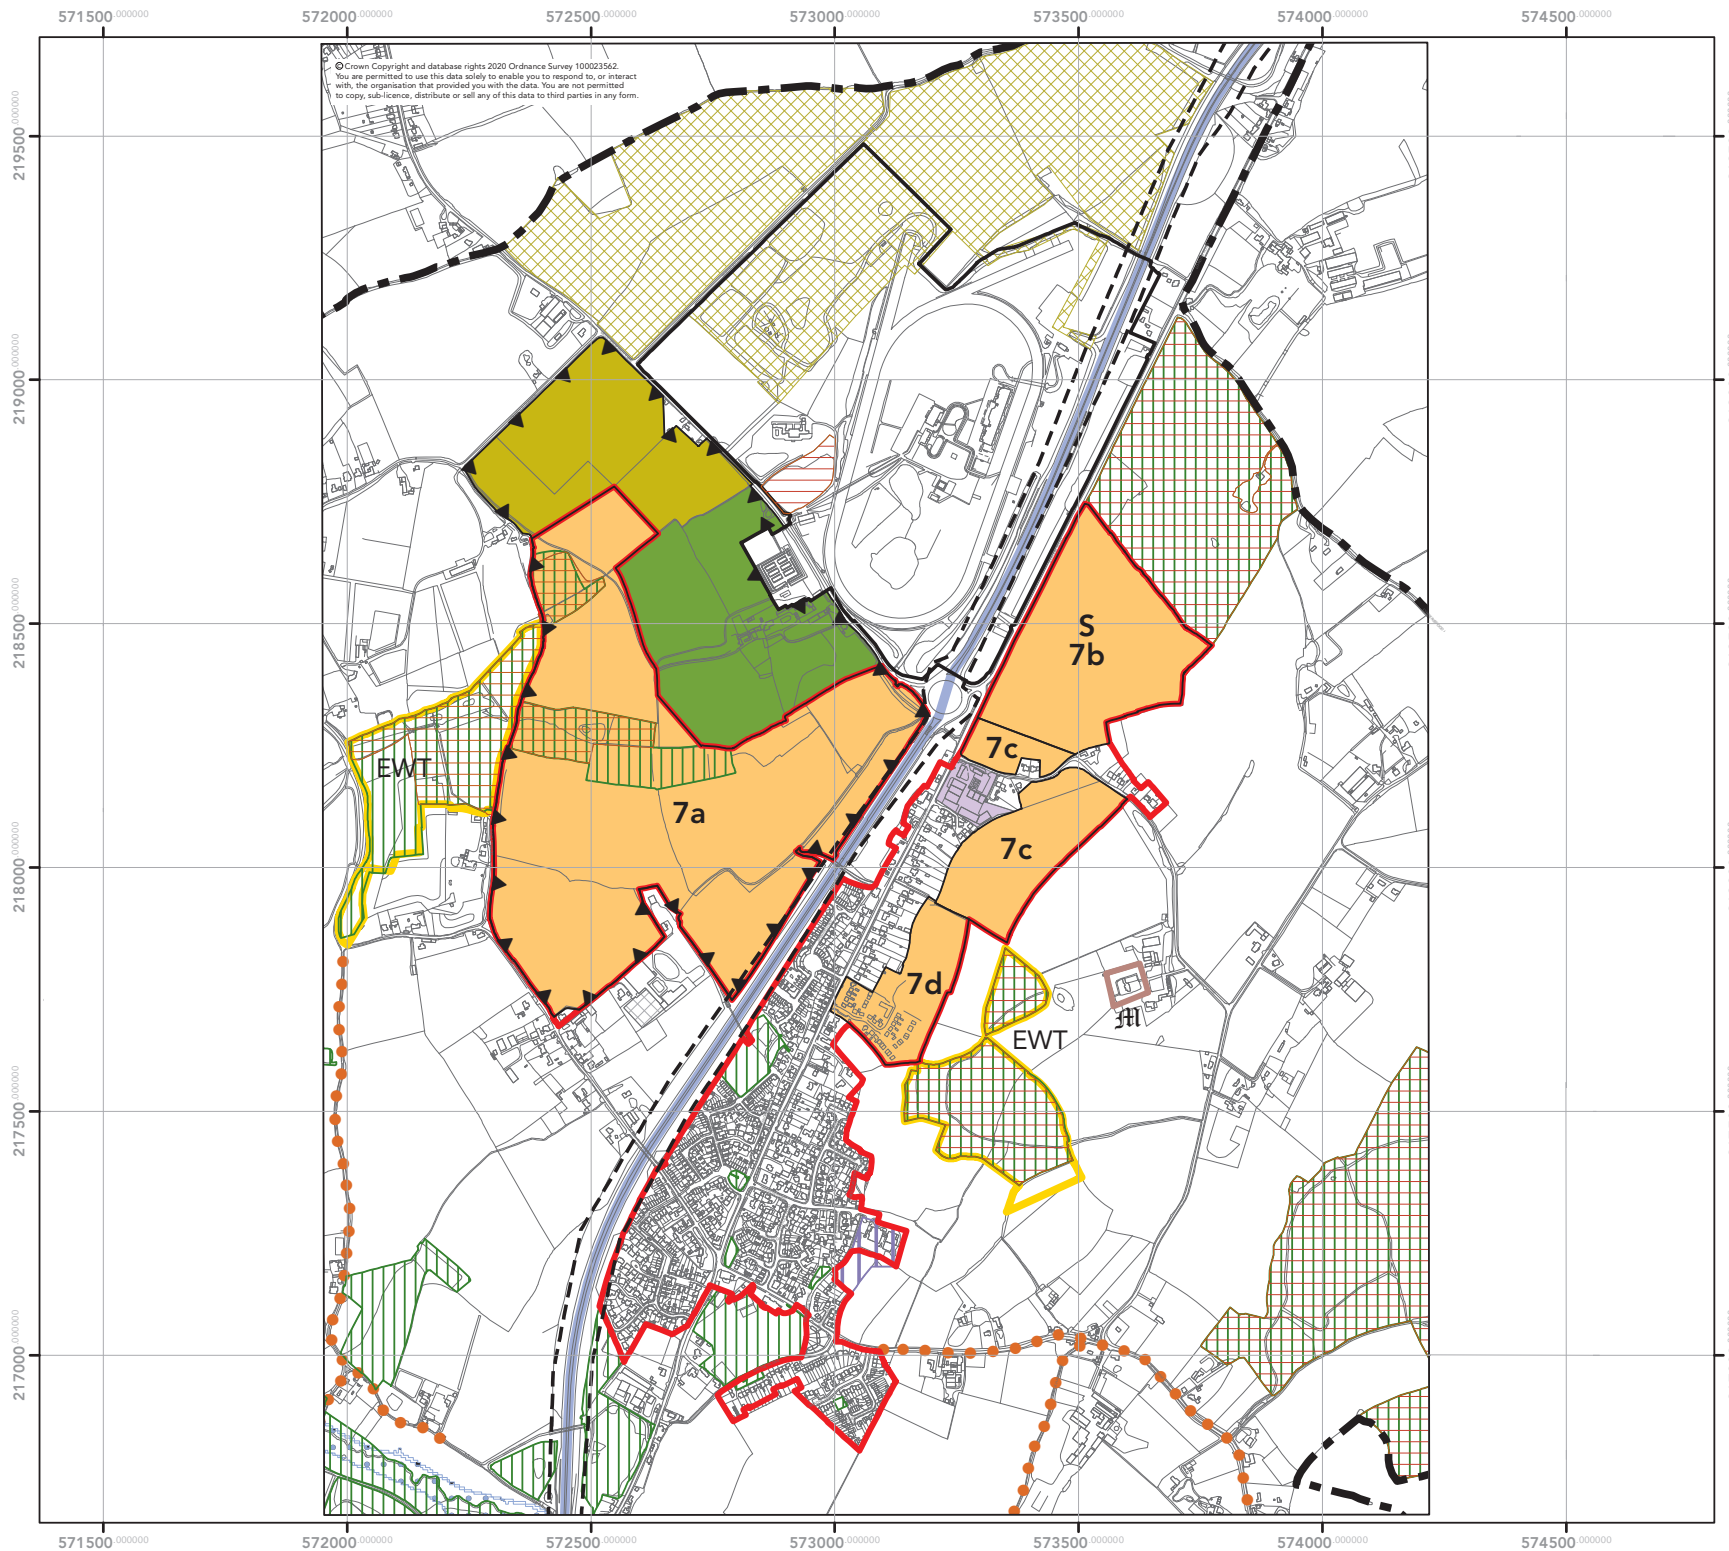 571500.000000 572000.000000 572500.000000 573000.000000 573500.000000 574000.000000 574500.000000
© Crown Copyright and database rights 2020 Ordnance Survey 100023562.
You are permitted to use this data solely to enable you to respond to, or interact
with, the organisation that provided you with the data. You are not permitted
to copy, sub-licence, distribute or sell any of this data to third parties in any form.
219500.000000
219000.000000
218500.000000
S
7b
7c
EWT
7a
7c
218000.000000
7d
M
EWT
217500.000000
217000.000000
571500.000000 572000.000000 572500.000000 573000.000000 573500.000000 574000.000000 574500.000000